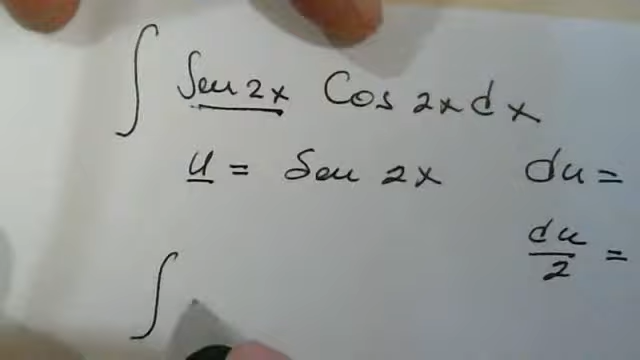 ∫ Sen 2x Cos 2x dx
u = Sen 2x du =
du/2 =
∫